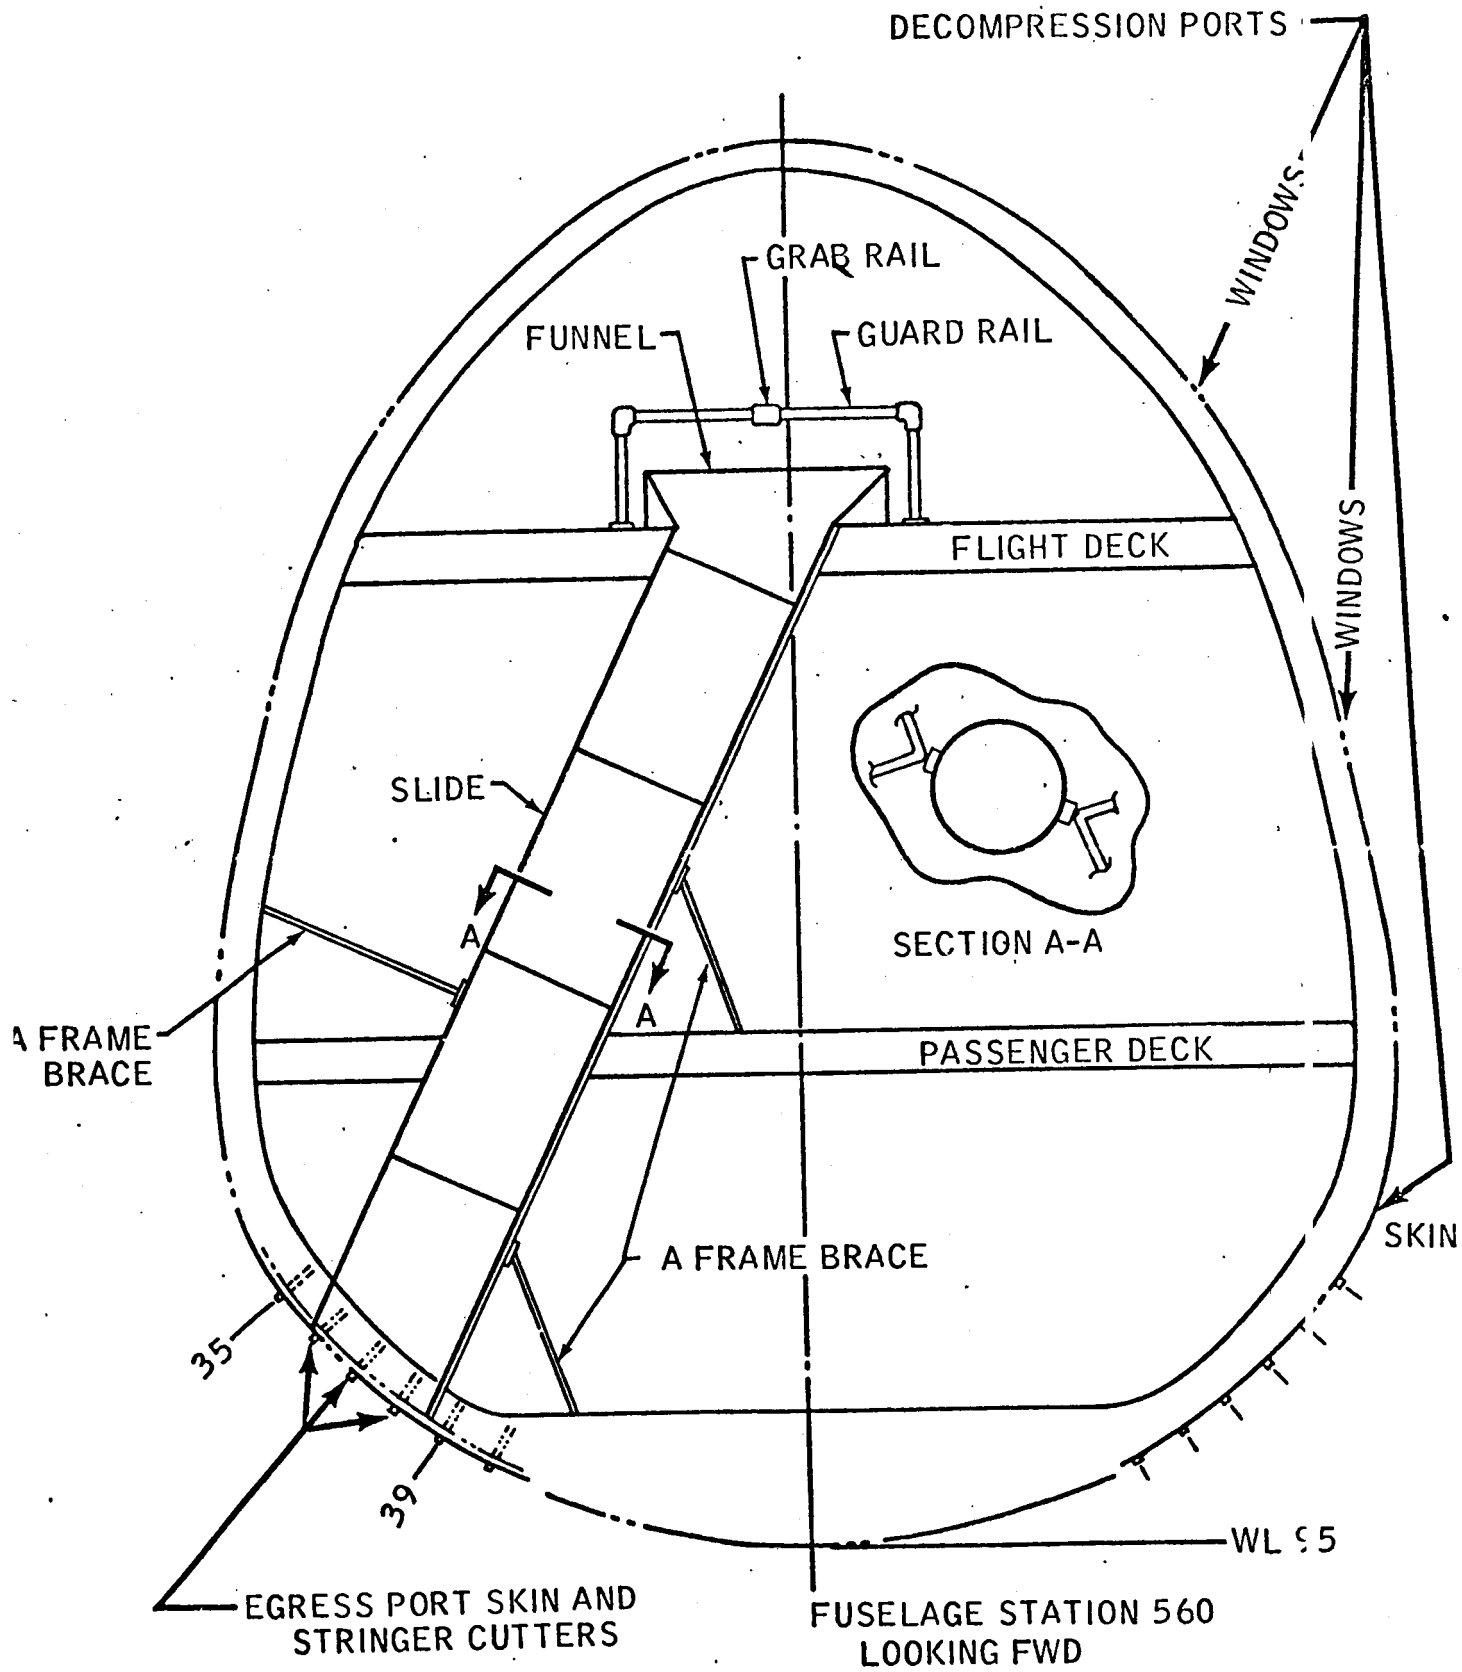 DECOMPRESSION PORTS
WINDOWS
GRAB RAIL
FUNNEL
GUARD RAIL
FLIGHT DECK
WINDOWS
SLIDE
A
SECTION A-A
A
A FRAME
BRACE
PASSENGER DECK
SKIN
A FRAME BRACE
35
39
WL 95
EGRESS PORT SKIN AND
STRINGER CUTTERS
FUSELAGE STATION 560
LOOKING FWD